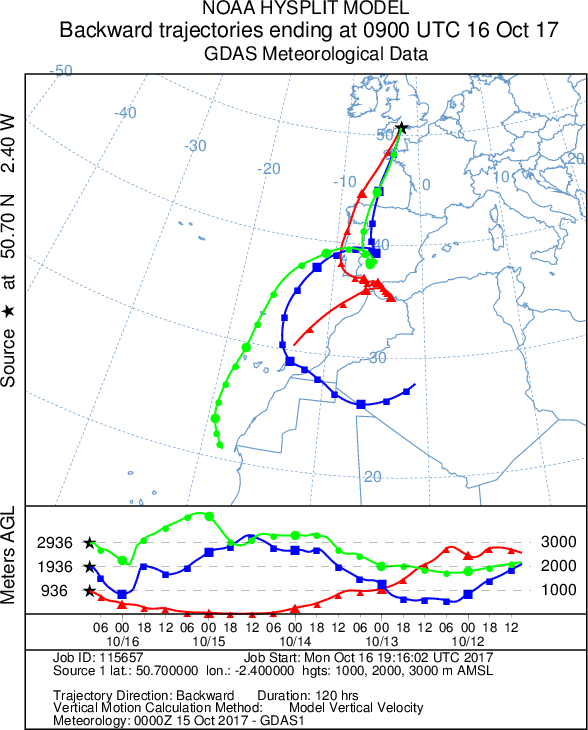 NOAA HYSPLIT MODEL
Backward trajectories ending at 0900 UTC 16 Oct 17
GDAS Meteorological Data
Source ★ at 50.70 N 2.40 W
-50
-40
-30
-20
-10
0
10
20
50
40
30
20
Meters AGL
2936
1936
936
3000
2000
1000
06 00 18 12 06 00 18 12 06 00 18 12 06 00 18 12 06 00 18 12
10/16 10/15 10/14 10/13 10/12
Job ID: 115657 Job Start: Mon Oct 16 19:16:02 UTC 2017
Source 1 lat.: 50.700000 lon.: -2.400000 hgts: 1000, 2000, 3000 m AMSL
Trajectory Direction: Backward Duration: 120 hrs
Vertical Motion Calculation Method: Model Vertical Velocity
Meteorology: 0000Z 15 Oct 2017 - GDAS1